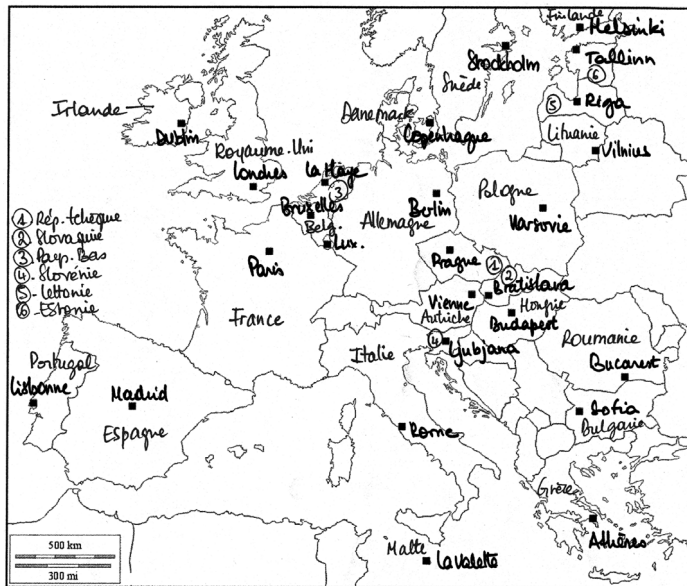 Finlande
Helsinki
Stockholm
Tallinn
⑥
Suède
Irlande
⑤
Riga
Danemark
Dublin
Copenhague
Lituanie
Royaume-Uni
Vilnius
Londres
La Haye
③
Pologne
Bruxelles
Berlin
Varsovie
Belg.
Allemagne
① Rép. tchèque
② Slovaquie
③ Pays-Bas
④ Slovénie
⑤ Lettonie
⑥ Estonie
Lux.
Paris
Prague
①
②
Bratislava
Vienne
Hongrie
Autriche
Budapest
France
Roumanie
④
Ljubjana
Italie
Portugal
Bucarest
Lisbonne
Madrid
Sofia
Espagne
Rome
Bulgarie
Grèce
Athènes
500 km
300 mi
Malte
La Valette